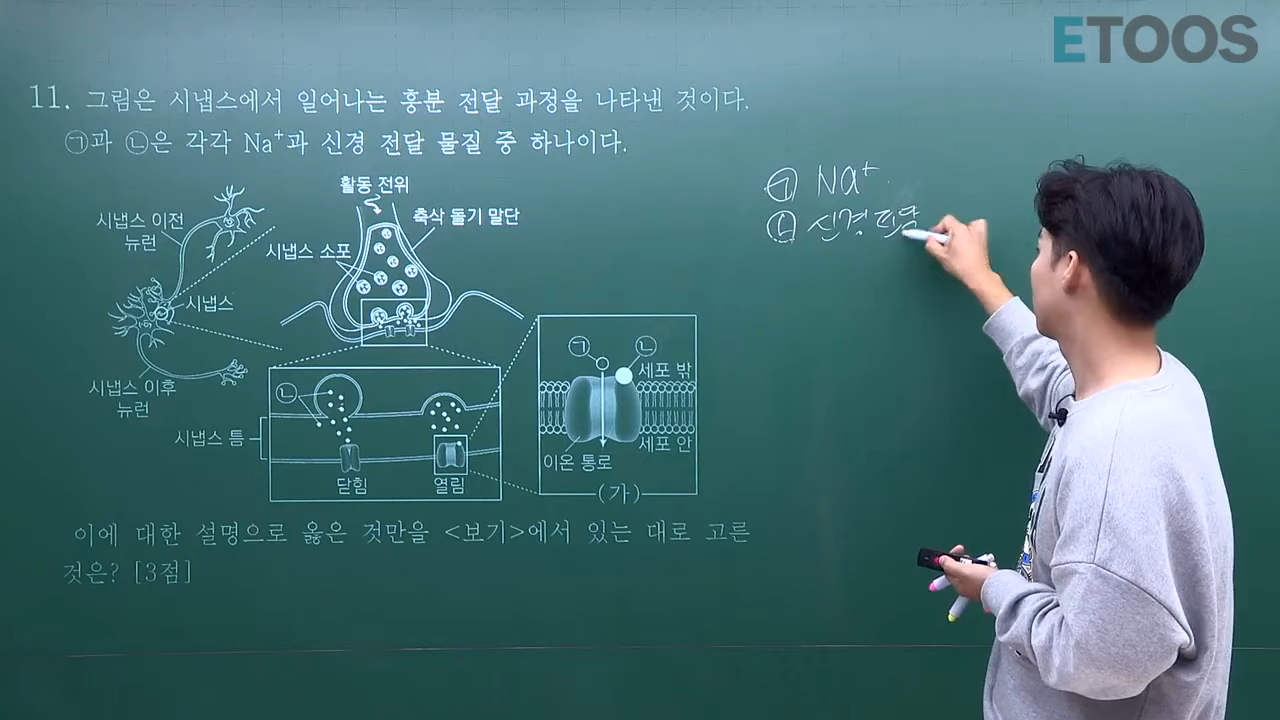 ETOOS
11. 그림은 시냅스에서 일어나는 흥분 전달 과정을 나타낸 것이다.
㉠과 ㉡은 각각 Na⁺과 신경 전달 물질 중 하나이다.
㉠ Na⁺
㉡ 신경 전달
활동 전위
시냅스 이전
뉴런
축삭 돌기 말단
시냅스 소포
시냅스
시냅스 이후
뉴런
㉠
㉡
세포 밖
세포 안
이온 통로
(가)
㉡
시냅스 틈
닫힘
열림
이에 대한 설명으로 옳은 것만을 <보기>에서 있는 대로 고른
것은? [3점]